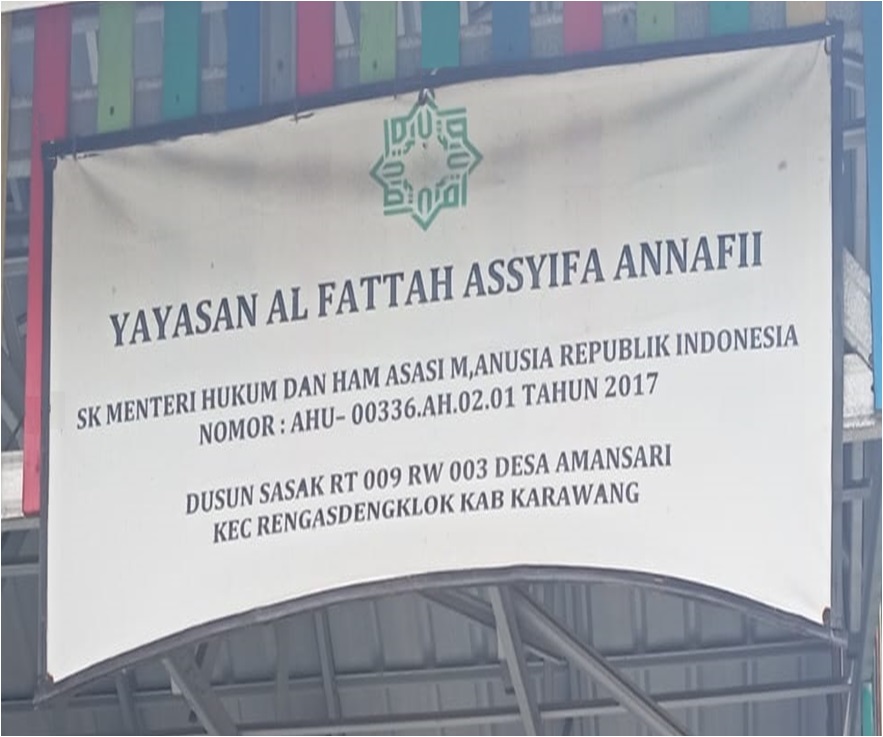 YAYASAN AL FATTAH ASSYIFA ANNAFII
SK MENTERI HUKUM DAN HAM ASASI M,ANUSIA REPUBLIK INDONESIA
NOMOR : AHU– 00336.AH.02.01 TAHUN 2017
DUSUN SASAK RT 009 RW 003 DESA AMANSARI
KEC RENGASDENGKLOK KAB KARAWANG